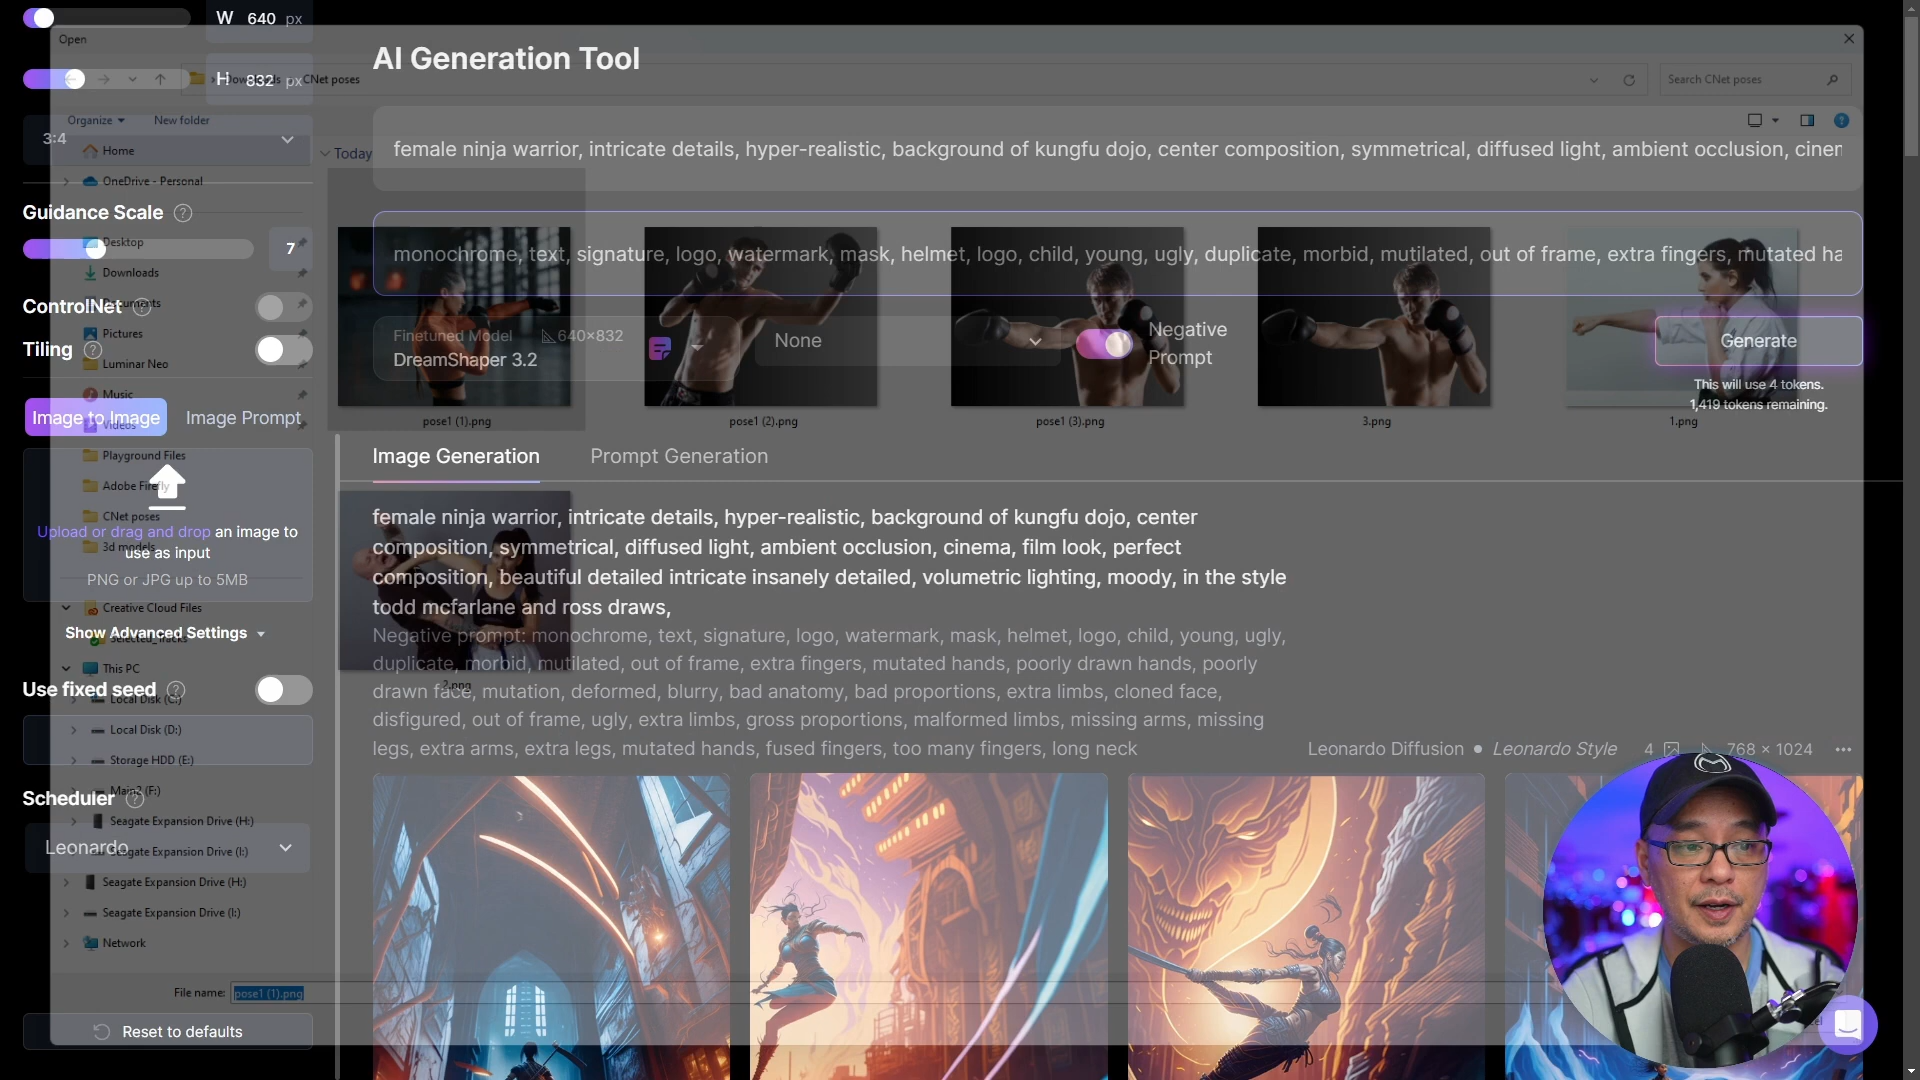 W 640 px
Open
AI Generation Tool
H 832 px
CNet poses
Search CNet poses
Organize
New folder
3:4
Home
Today
female ninja warrior, intricate details, hyper-realistic, background of kungfu dojo, center composition, symmetrical, diffused light, ambient occlusion, ciner
OneDrive - Personal
Guidance Scale
Desktop
7
monochrome, text, signature, logo, watermark, mask, helmet, logo, child, young, ugly, duplicate, morbid, mutilated, out of frame, extra fingers, mutated ha
Downloads
ControlNet
Documents
Pictures
Tiling
Luminar Neo
Finetuned Model
640×832
DreamShaper 3.2
None
Negative
Prompt
Generate
This will use 4 tokens.
1,419 tokens remaining.
Music
Image to Image
Image Prompt
Videos
pose1 (1).png
pose1 (2).png
pose1 (3).png
3.png
1.png
Playground Files
Image Generation
Prompt Generation
Adobe Firefly
CNet poses
Upload or drag and drop an image to
use as input
3d models
PNG or JPG up to 5MB
female ninja warrior, intricate details, hyper-realistic, background of kungfu dojo, center
composition, symmetrical, diffused light, ambient occlusion, cinema, film look, perfect
composition, beautiful detailed intricate insanely detailed, volumetric lighting, moody, in the style
todd mcfarlane and ross draws,
Creative Cloud Files
Show Advanced Settings
Negative prompt: monochrome, text, signature, logo, watermark, mask, helmet, logo, child, young, ugly,
duplicate, morbid, mutilated, out of frame, extra fingers, mutated hands, poorly drawn hands, poorly
drawn face, mutation, deformed, blurry, bad anatomy, bad proportions, extra limbs, cloned face,
disfigured, out of frame, ugly, extra limbs, gross proportions, malformed limbs, missing arms, missing
legs, extra arms, extra legs, mutated hands, fused fingers, too many fingers, long neck
2.png
This PC
Use fixed seed
Local Disk (C:)
Local Disk (D:)
Storage HDD (E:)
Leonardo Diffusion • Leonardo Style 4 768 × 1024
Scheduler
(F:)
Seagate Expansion Drive (H:)
Leonardo
Seagate Expansion Drive (I:)
Seagate Expansion Drive (H:)
Seagate Expansion Drive (I:)
Network
File name: pose1 (1).png
Reset to defaults